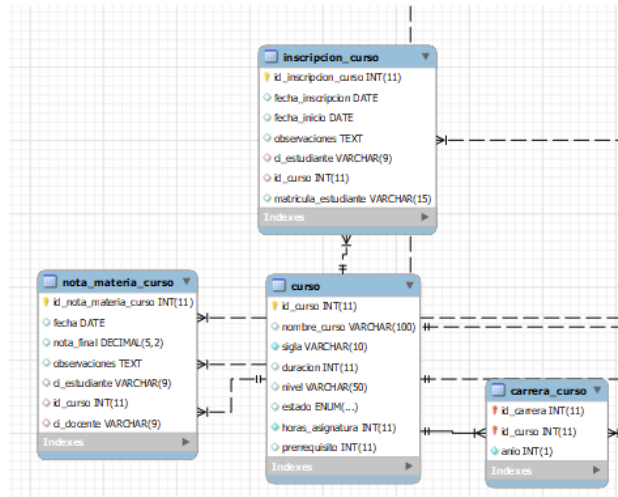 inscripcion_curso
id_inscripcion_curso INT(11)
fecha_inscripcion DATE
fecha_inicio DATE
observaciones TEXT
ci_estudiante VARCHAR(9)
id_curso INT(11)
matricula_estudiante VARCHAR(15)
Indexes
nota_materia_curso
id_nota_materia_curso INT(11)
fecha DATE
nota_final DECIMAL(5,2)
observaciones TEXT
ci_estudiante VARCHAR(9)
id_curso INT(11)
ci_docente VARCHAR(9)
Indexes
curso
id_curso INT(11)
nombre_curso VARCHAR(100)
sigla VARCHAR(10)
duracion INT(11)
nivel VARCHAR(50)
estado ENUM(...)
horas_asignatura INT(11)
prerrequisito INT(11)
Indexes
carrera_curso
id_carrera INT(11)
id_curso INT(11)
anio INT(1)
Indexes